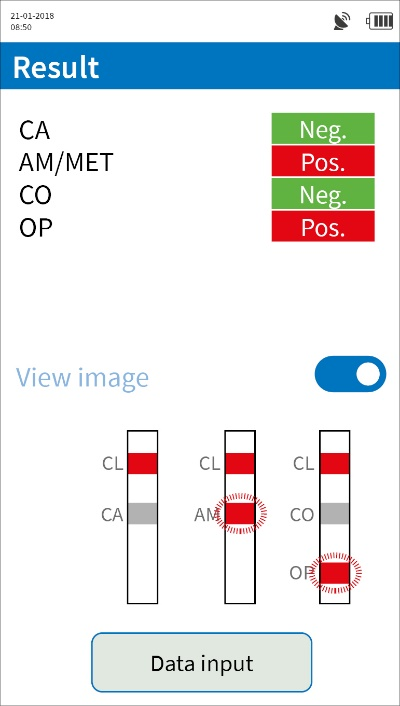 21-01-2018
08:50
Result
CA Neg.
AM/MET Pos.
CO Neg.
OP Pos.
View image
CL CL CL
CA AM CO
OP
Data input